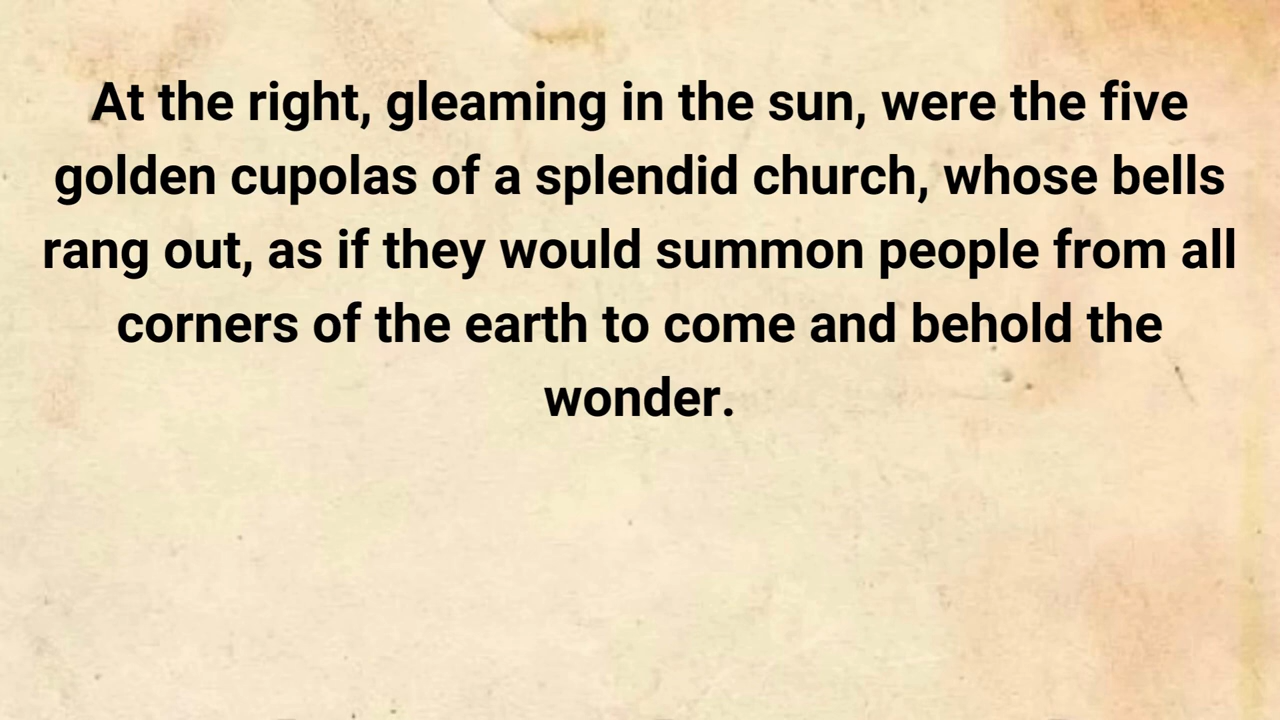 At the right, gleaming in the sun, were the five
golden cupolas of a splendid church, whose bells
rang out, as if they would summon people from all
corners of the earth to come and behold the
wonder.